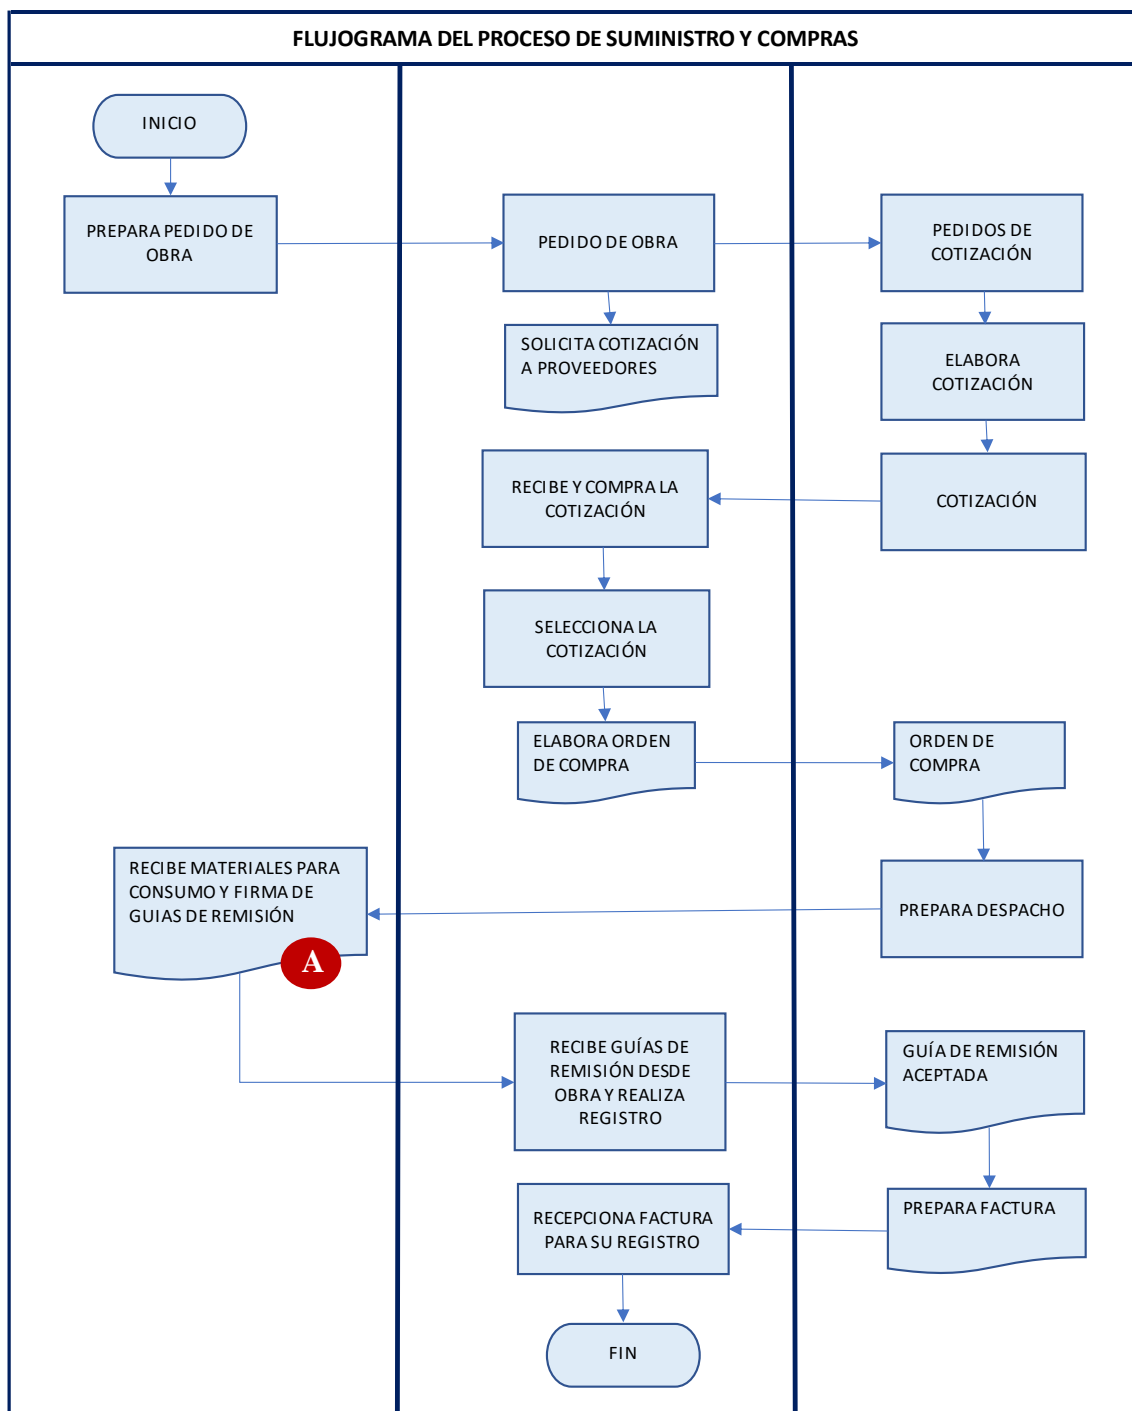 FLUJOGRAMA DEL PROCESO DE SUMINISTRO Y COMPRAS
INICIO
PREPARA PEDIDO DE
OBRA
PEDIDO DE OBRA
PEDIDOS DE
COTIZACIÓN
SOLICITA COTIZACIÓN
A PROVEEDORES
ELABORA
COTIZACIÓN
RECIBE Y COMPRA LA
COTIZACIÓN
COTIZACIÓN
SELECCIONA LA
COTIZACIÓN
ELABORA ORDEN
DE COMPRA
ORDEN DE
COMPRA
RECIBE MATERIALES PARA
CONSUMO Y FIRMA DE
GUIAS DE REMISIÓN
A
PREPARA DESPACHO
RECIBE GUÍAS DE
REMISIÓN DESDE
OBRA Y REALIZA
REGISTRO
GUÍA DE REMISIÓN
ACEPTADA
RECEPCIONA FACTURA
PARA SU REGISTRO
PREPARA FACTURA
FIN